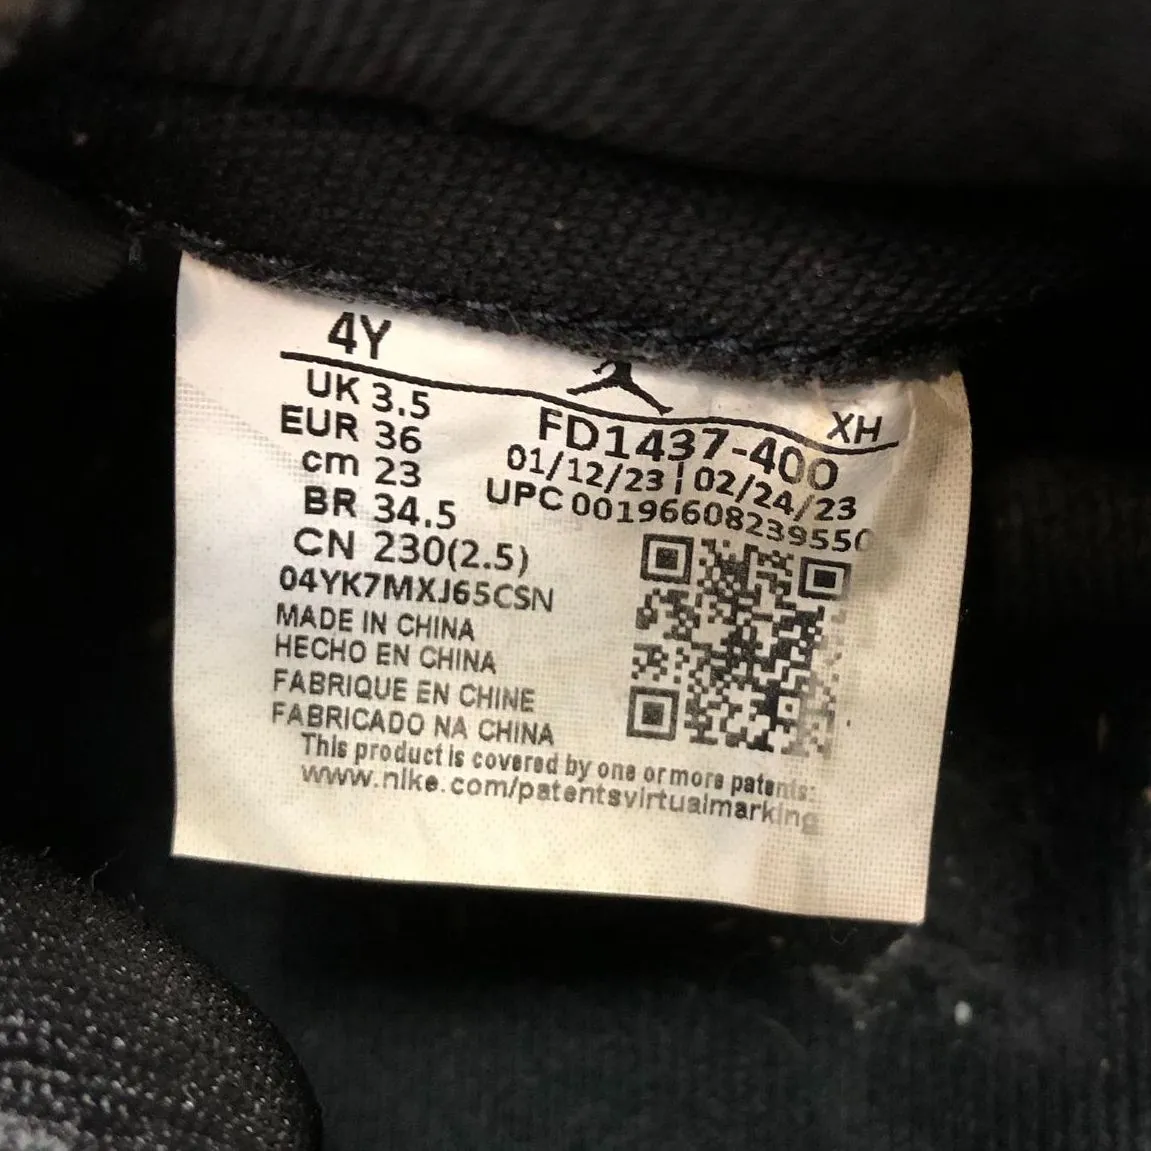 4Y
XH
UK 3.5
EUR 36
cm 23
BR 34.5
CN 230(2.5)
FD1437-400
01/12/23 | 02/24/23
UPC 00196608239550
04YK7MXJ65CSN
MADE IN CHINA
HECHO EN CHINA
FABRIQUE EN CHINE
FABRICADO NA CHINA
This product is covered by one or more patents:
www.nike.com/patentsvirtualmarking